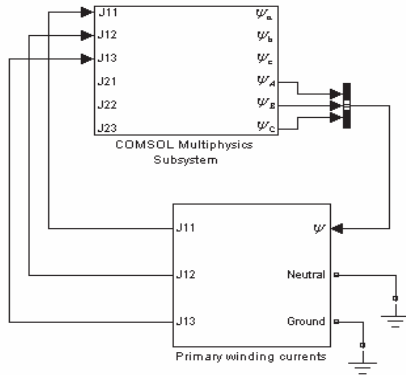 J11 ψa
J12 ψb
J13 ψc
J21 ψA
J22 ψB
J23 ψC
COMSOL Multiphysics
Subsystem
J11 ψ
J12 Neutral
J13 Ground
Primary winding currents